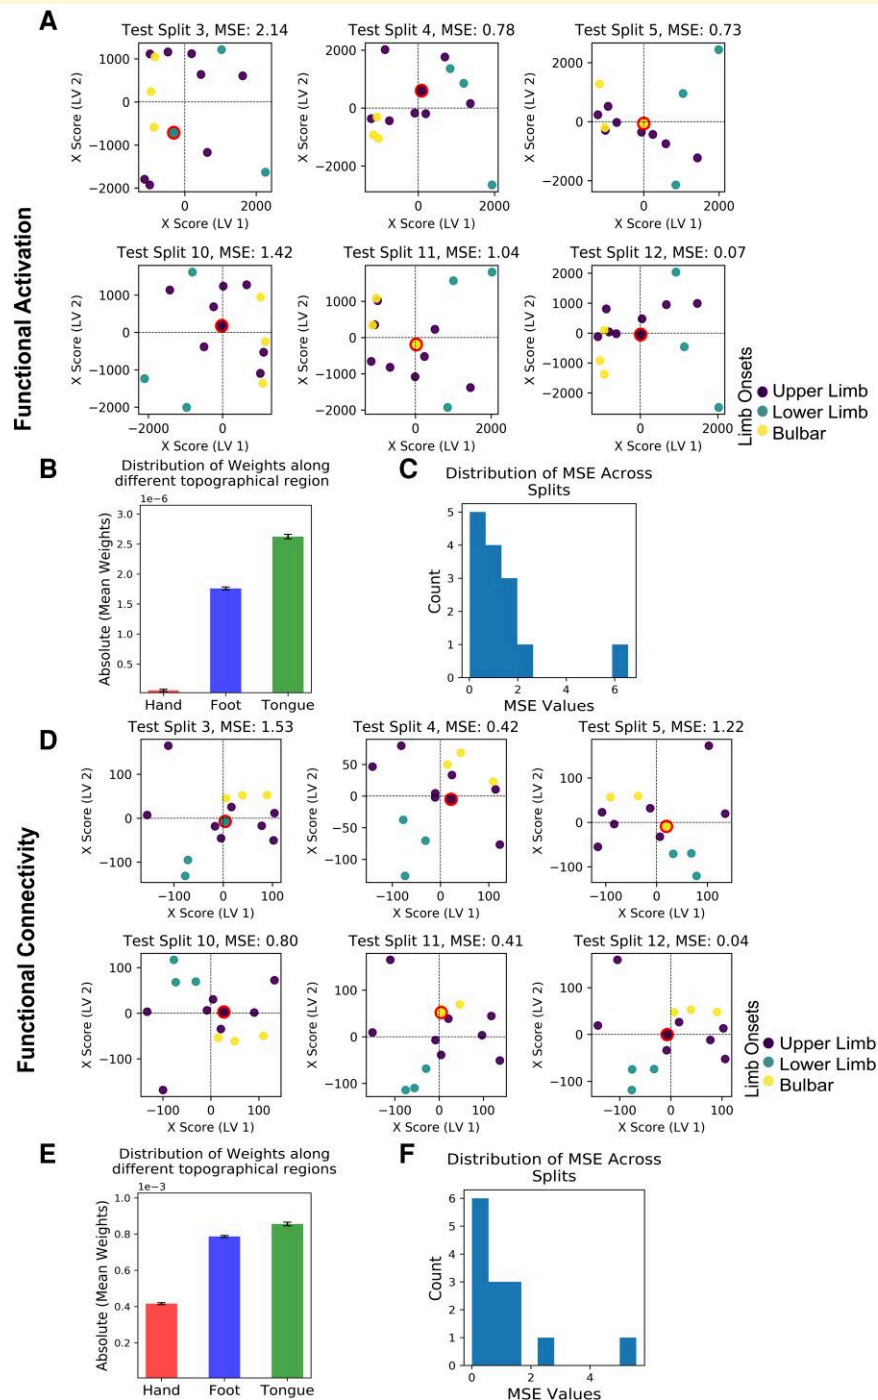 A
Functional Activation
Test Split 3, MSE: 2.14
X Score (LV 2)
1000
0
−1000
−2000
0
2000
X Score (LV 1)
Test Split 4, MSE: 0.78
X Score (LV 2)
2000
0
−2000
0
2000
X Score (LV 1)
Test Split 5, MSE: 0.73
X Score (LV 2)
2000
0
−2000
0
2000
X Score (LV 1)
Test Split 10, MSE: 1.42
X Score (LV 2)
1000
0
−1000
−2000
−2000
0
X Score (LV 1)
Test Split 11, MSE: 1.04
X Score (LV 2)
1000
0
−1000
−2000
0
2000
X Score (LV 1)
Test Split 12, MSE: 0.07
X Score (LV 2)
2000
1000
0
−1000
−2000
0
2000
X Score (LV 1)
Limb Onsets
Upper Limb
Lower Limb
Bulbar
B
Distribution of Weights along
different topographical region
1e−6
Absolute (Mean Weights)
3.0
2.5
2.0
1.5
1.0
0.5
Hand
Foot
Tongue
C
Distribution of MSE Across
Splits
Count
5
4
3
2
1
0
0
2
4
6
MSE Values
D
Functional Connectivity
Test Split 3, MSE: 1.53
X Score (LV 2)
100
0
−100
−100
0
100
X Score (LV 1)
Test Split 4, MSE: 0.42
X Score (LV 2)
50
0
−50
−100
−100
0
100
X Score (LV 1)
Test Split 5, MSE: 1.22
X Score (LV 2)
100
0
−100
−100
0
100
X Score (LV 1)
Test Split 10, MSE: 0.80
X Score (LV 2)
100
0
−100
−100
0
100
X Score (LV 1)
Test Split 11, MSE: 0.41
X Score (LV 2)
100
0
−100
−100
0
100
X Score (LV 1)
Test Split 12, MSE: 0.04
X Score (LV 2)
100
0
−100
−100
0
100
X Score (LV 1)
Limb Onsets
Upper Limb
Lower Limb
Bulbar
E
Distribution of Weights along
different topographical regions
1e−3
Absolute (Mean Weights)
1.0
0.8
0.6
0.4
0.2
Hand
Foot
Tongue
F
Distribution of MSE Across
Splits
Count
6
5
4
3
2
1
0
0
2
4
MSE Values